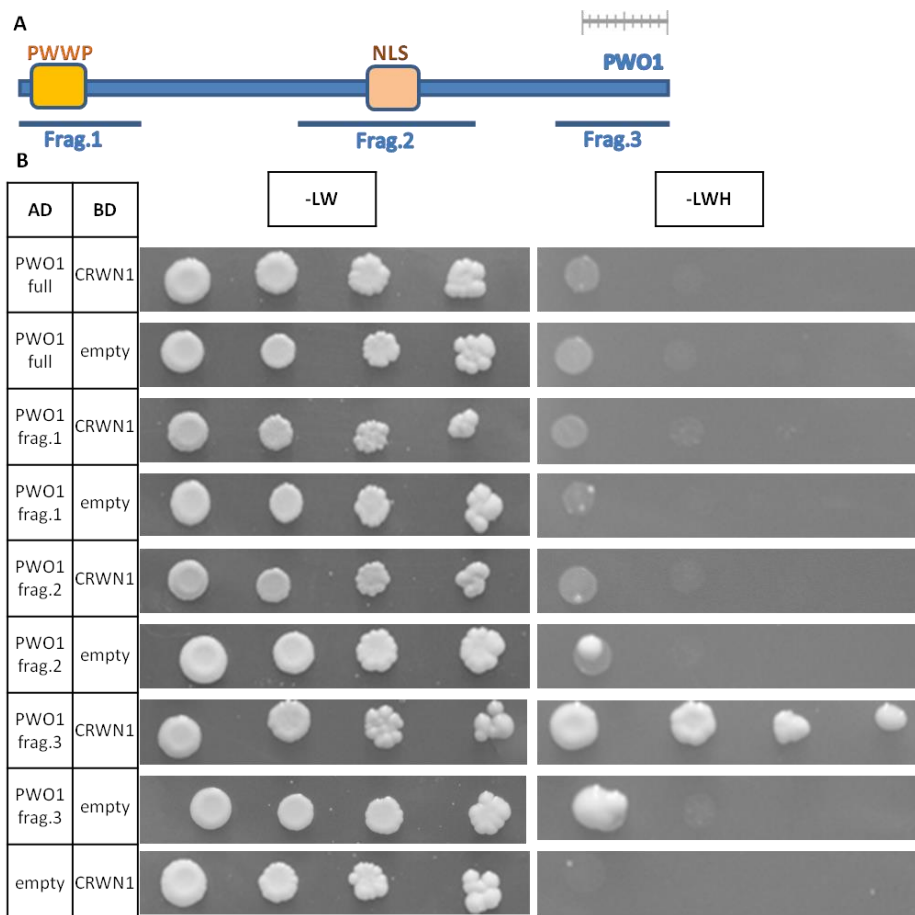 A
PWWP
NLS
PWO1
Frag.1
Frag.2
Frag.3
B
AD BD
-LW
-LWH
PWO1
full
CRWN1
PWO1
full
empty
PWO1
frag.1
CRWN1
PWO1
frag.1
empty
PWO1
frag.2
CRWN1
PWO1
frag.2
empty
PWO1
frag.3
CRWN1
PWO1
frag.3
empty
empty CRWN1